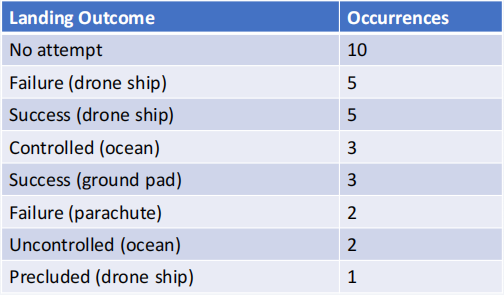 Landing Outcome Occurrences
No attempt 10
Failure (drone ship) 5
Success (drone ship) 5
Controlled (ocean) 3
Success (ground pad) 3
Failure (parachute) 2
Uncontrolled (ocean) 2
Precluded (drone ship) 1